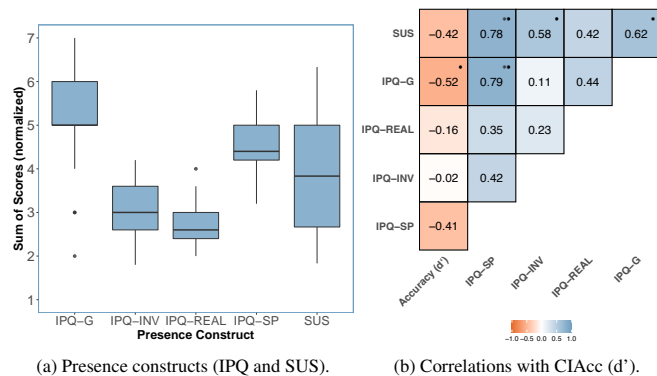 (a)
7
6
5
4
3
2
1
Sum of Scores (normalized)
IPQ−G IPQ−INV IPQ−REAL IPQ−SP SUS
Presence Construct
(a) Presence constructs (IPQ and SUS).
(b)
SUS −0.42 0.78 0.58 0.42 0.62
IPQ−G −0.52 0.79 0.11 0.44
IPQ−REAL −0.16 0.35 0.23
IPQ−INV −0.02 0.42
IPQ−SP −0.41
Accuracy (d') IPQ−SP IPQ−INV IPQ−REAL IPQ−G
−1.0 −0.5 0.0 0.5 1.0
(b) Correlations with CIAcc (d').